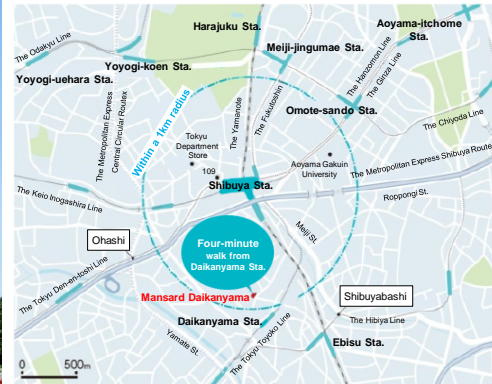 Harajuku Sta.
Aoyama-itchome
Sta.
Meiji-jingumae Sta.
The Odakyu Line
Yoyogi-koen Sta.
Yoyogi-uehara Sta.
The Hanzomon Line
The Ginza Line
The Metropolitan Express
Central Circular Routex
Within a 1km radius
The Yamanote
The Fukutoshin
Omote-sando Sta.
The Chiyoda Line
Tokyu
Department
Store
109
Aoyama Gakuin
University
The Metropolitan Express Shibuya Route
Shibuya Sta.
Roppongi St.
The Keio Inogashira Line
Meiji St.
Ohashi
Four-minute
walk from
Daikanyama Sta.
The Tokyu Den-en-toshi Line
Mansard Daikanyama
Shibuyabashi
Daikanyama Sta.
The Hibiya Line
Yamate St.
The Tokyu Toyoko Line
Ebisu Sta.
0 500m